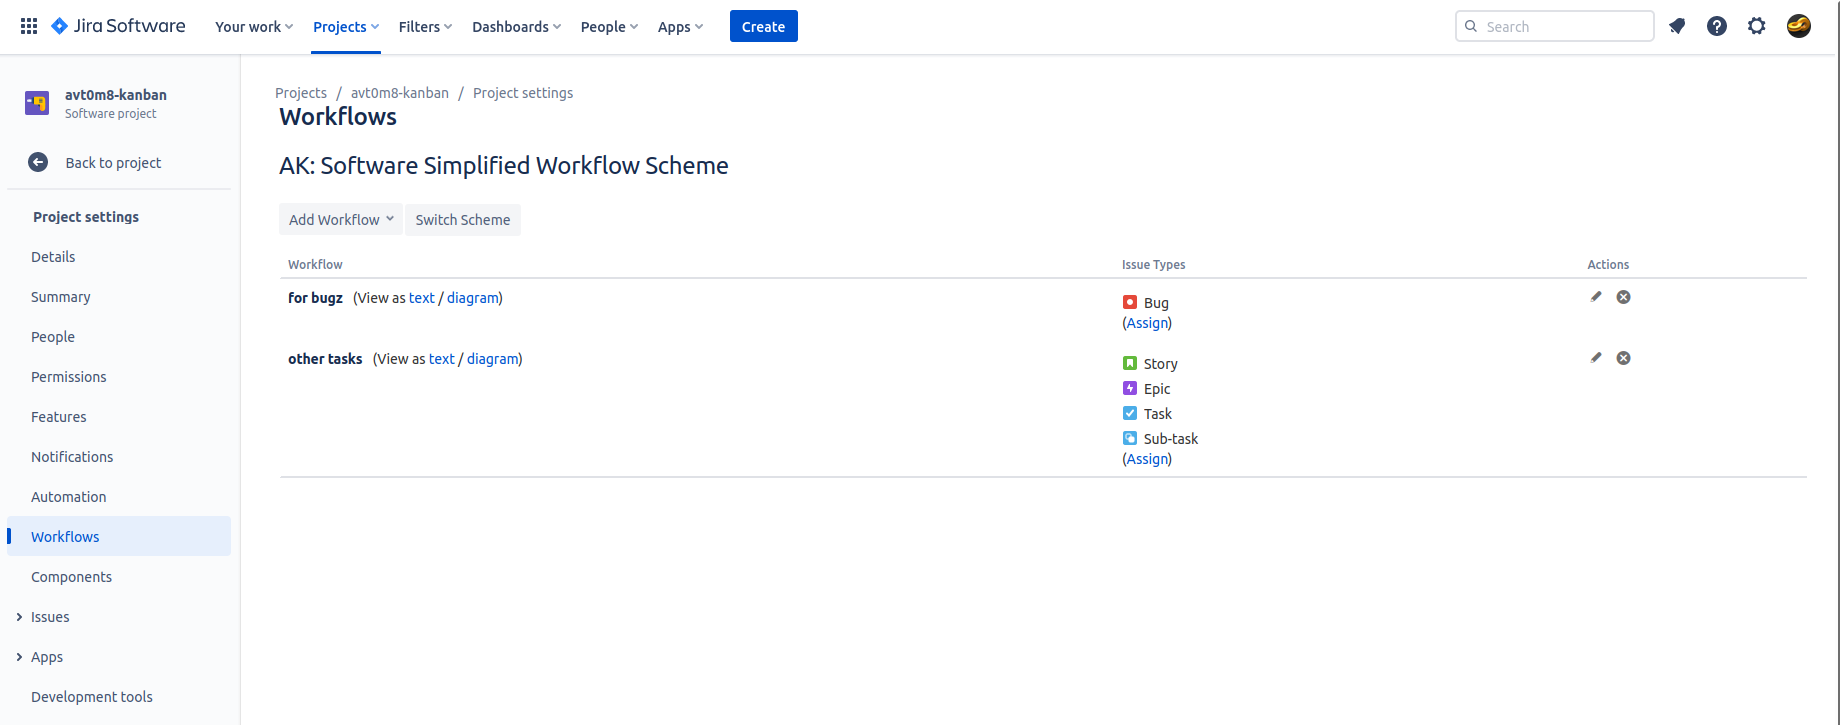 Jira Software Your work Projects Filters Dashboards People Apps Create Search
avt0m8-kanban
Software project
Back to project
Project settings
Details
Summary
People
Permissions
Features
Notifications
Automation
Workflows
Components
Issues
Apps
Development tools
Projects / avt0m8-kanban / Project settings
Workflows
AK: Software Simplified Workflow Scheme
Add Workflow Switch Scheme
Workflow Issue Types Actions
for bugz (View as text / diagram) Bug
(Assign)
other tasks (View as text / diagram) Story
Epic
Task
Sub-task
(Assign)